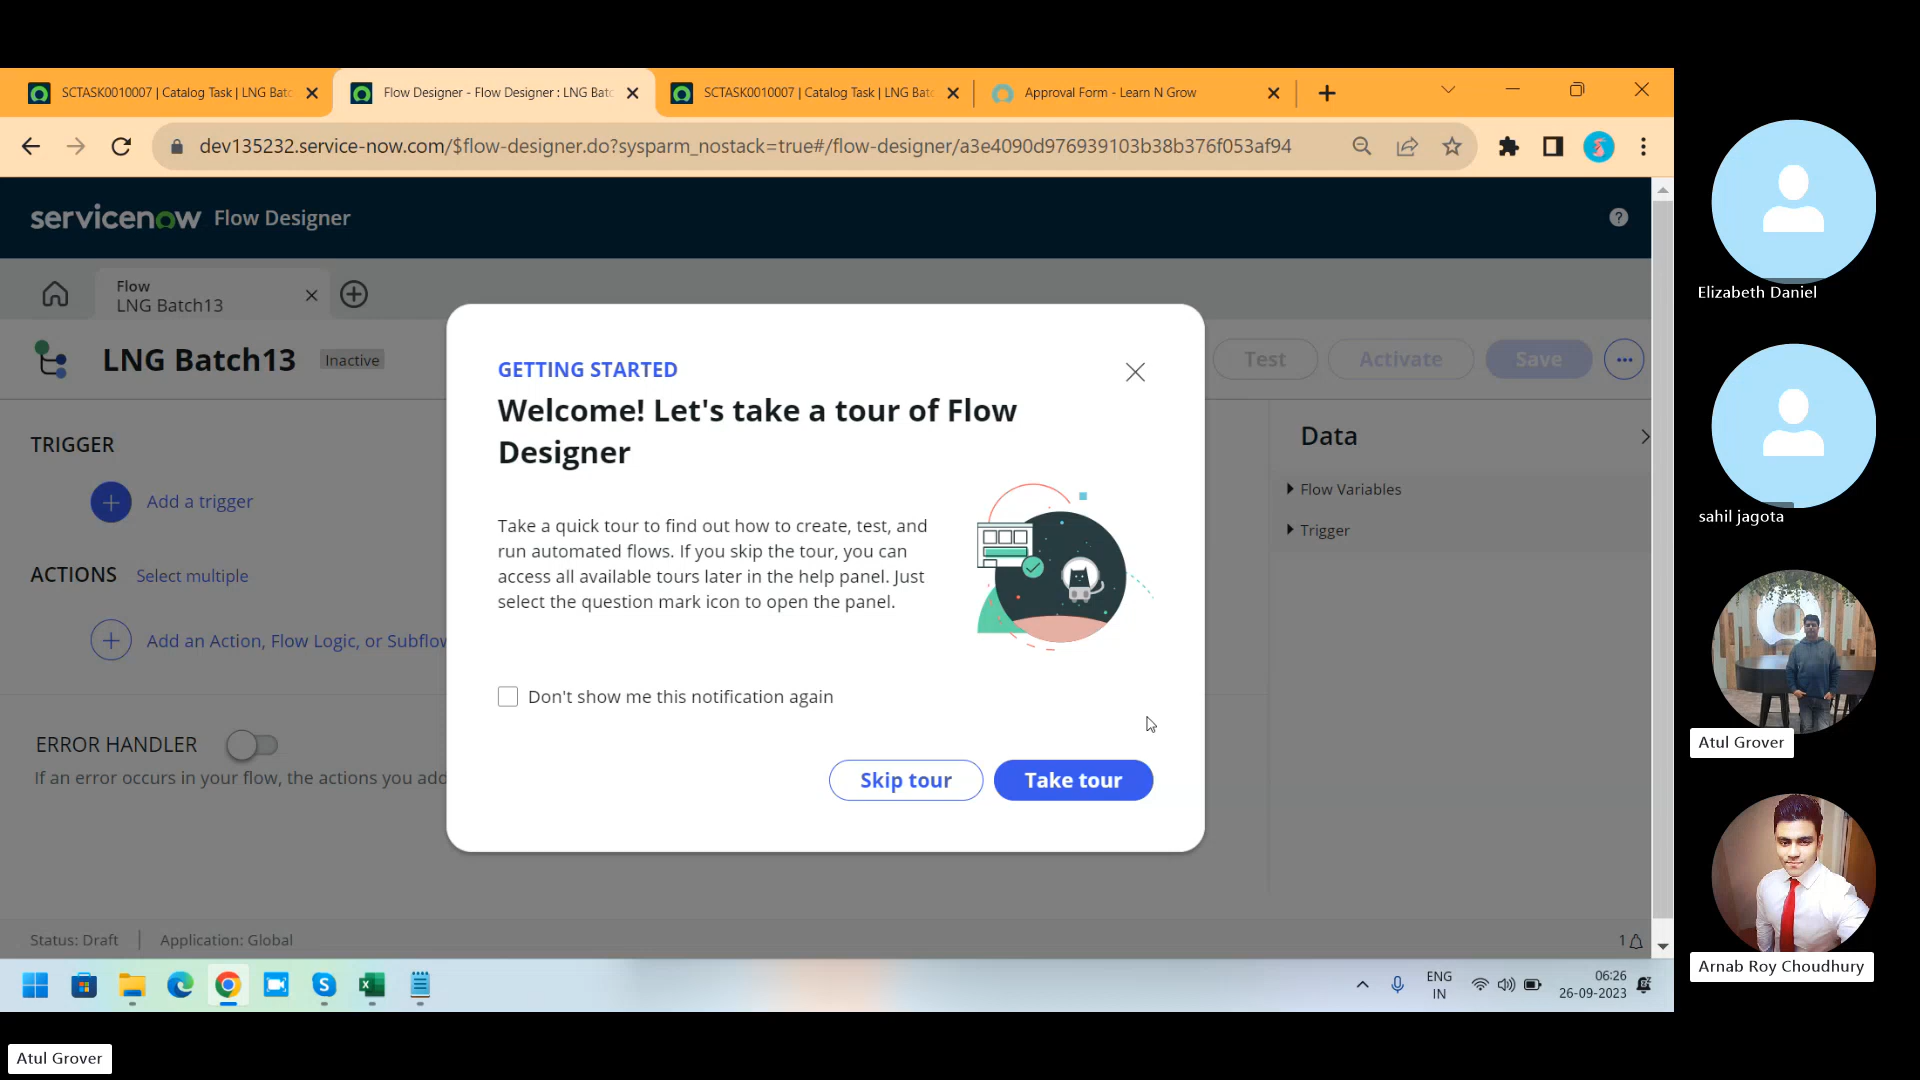 SCTASK0010007 | Catalog Task | LNG Batc
Flow Designer - Flow Designer : LNG Batc
SCTASK0010007 | Catalog Task | LNG Batc
Approval Form - Learn N Grow
dev135232.service-now.com/$flow-designer.do?sysparm_nostack=true#/flow-designer/a3e4090d976939103b38b376f053af94
servicenow Flow Designer
Flow
LNG Batch13
LNG Batch13
Inactive
Test
Activate
Save
TRIGGER
Add a trigger
ACTIONS
Select multiple
Add an Action, Flow Logic, or Subflow
ERROR HANDLER
If an error occurs in your flow, the actions you add
GETTING STARTED
Welcome! Let's take a tour of Flow
Designer
Take a quick tour to find out how to create, test, and
run automated flows. If you skip the tour, you can
access all available tours later in the help panel. Just
select the question mark icon to open the panel.
Don't show me this notification again
Skip tour
Take tour
Data
Flow Variables
Trigger
Status: Draft
Application: Global
1
ENG
IN
06:26
26-09-2023
Elizabeth Daniel
sahil jagota
Atul Grover
Arnab Roy Choudhury
Atul Grover